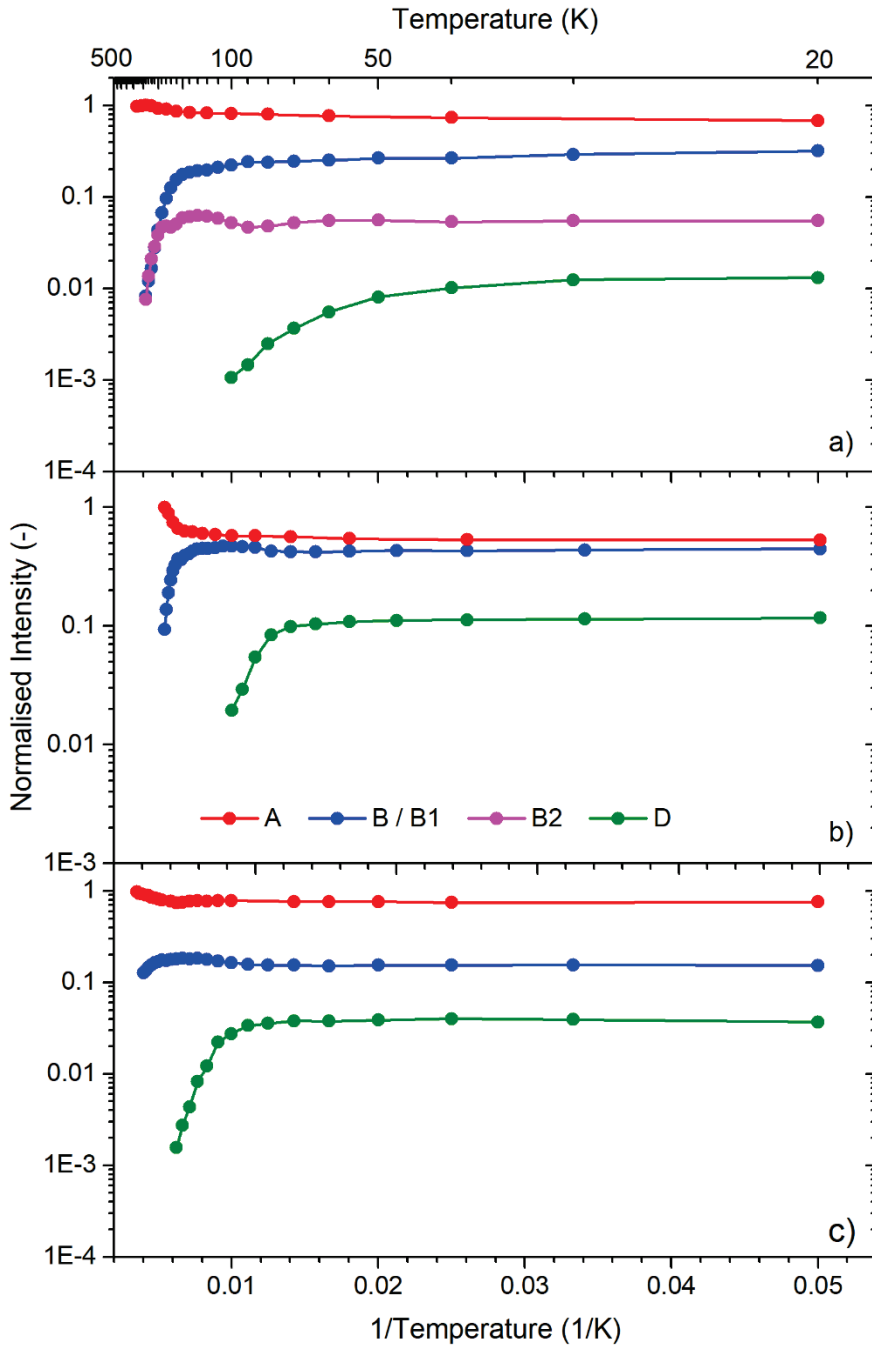 Temperature (K)
500 100 50 20
1
0.1
0.01
1E-3
1E-4
a)
1
0.1
0.01
1E-3
A B / B1 B2 D
b)
Normalised Intensity (-)
1
0.1
0.01
1E-3
1E-4
c)
0.01 0.02 0.03 0.04 0.05
1/Temperature (1/K)